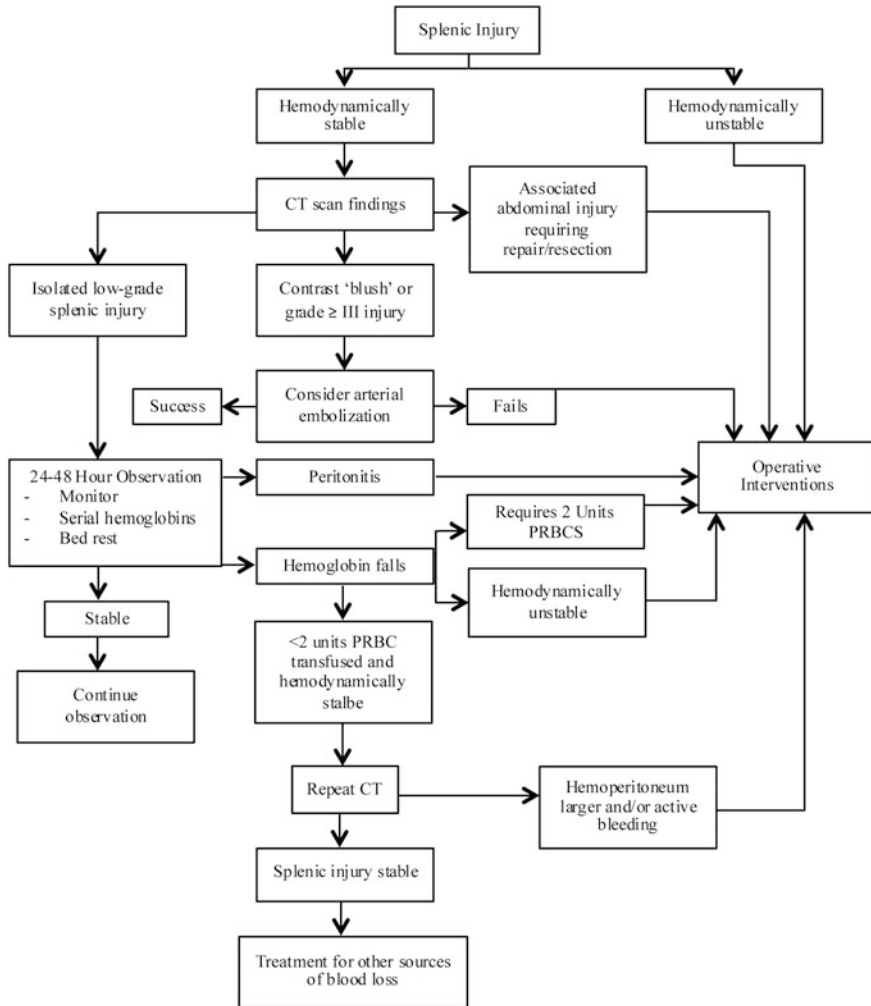 Splenic Injury
Hemodynamically
stable
Hemodynamically
unstable
CT scan findings
Associated
abdominal injury
requiring
repair/resection
Isolated low-grade
splenic injury
Contrast ‘blush’ or
grade ≥ III injury
Success
Consider arterial
embolization
Fails
24-48 Hour Observation
- Monitor
- Serial hemoglobins
- Bed rest
Peritonitis
Operative
Interventions
Requires 2 Units
PRBCS
Hemoglobin falls
Hemodynamically
unstable
Stable
<2 units PRBC
transfused and
hemodynamically
stalbe
Continue
observation
Repeat CT
Hemoperitoneum
larger and/or active
bleeding
Splenic injury stable
Treatment for other sources
of blood loss